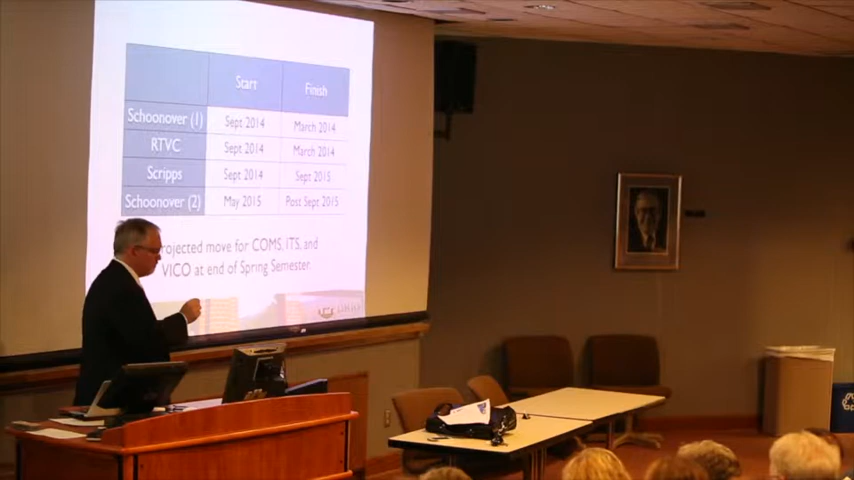 Start Finish
Schoonover (1) Sept 2014 March 2014
RTVC Sept 2014 March 2014
Scripps Sept 2014 Sept 2015
Schoonover (2) May 2015 Post Sept 2015
rojected move for COMS, ITS, and
VICO at end of Spring Semester.
OHIO